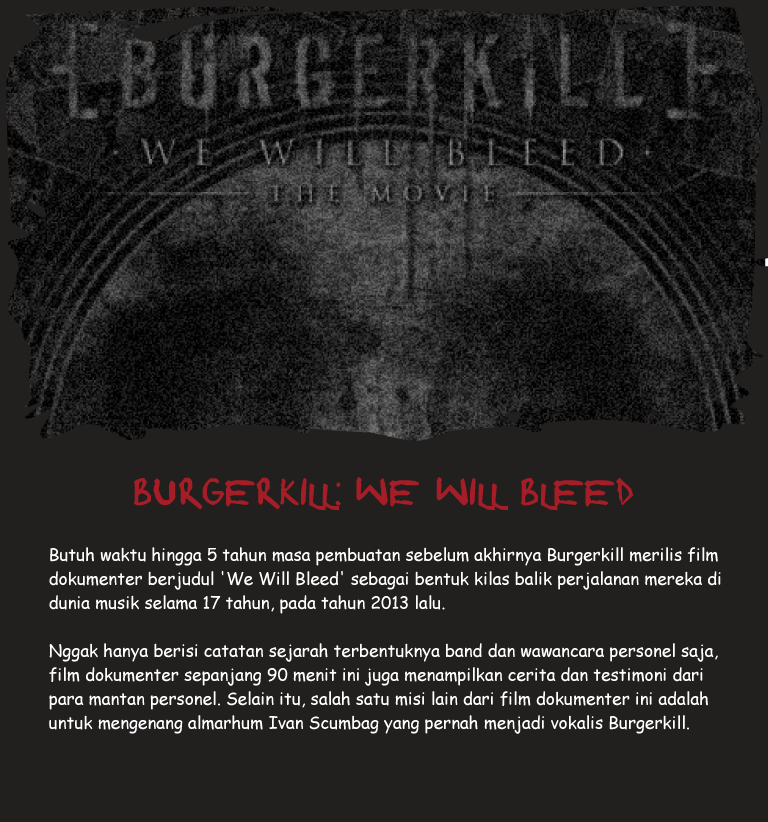 [BURGERKILL]
· WE WILL BLEED ·
THE MOVIE
BURGERKILL: WE WILL BLEED
Butuh waktu hingga 5 tahun masa pembuatan sebelum akhirnya Burgerkill merilis film
dokumenter berjudul 'We Will Bleed' sebagai bentuk kilas balik perjalanan mereka di
dunia musik selama 17 tahun, pada tahun 2013 lalu.
Nggak hanya berisi catatan sejarah terbentuknya band dan wawancara personel saja,
film dokumenter sepanjang 90 menit ini juga menampilkan cerita dan testimoni dari
para mantan personel. Selain itu, salah satu misi lain dari film dokumenter ini adalah
untuk mengenang almarhum Ivan Scumbag yang pernah menjadi vokalis Burgerkill.